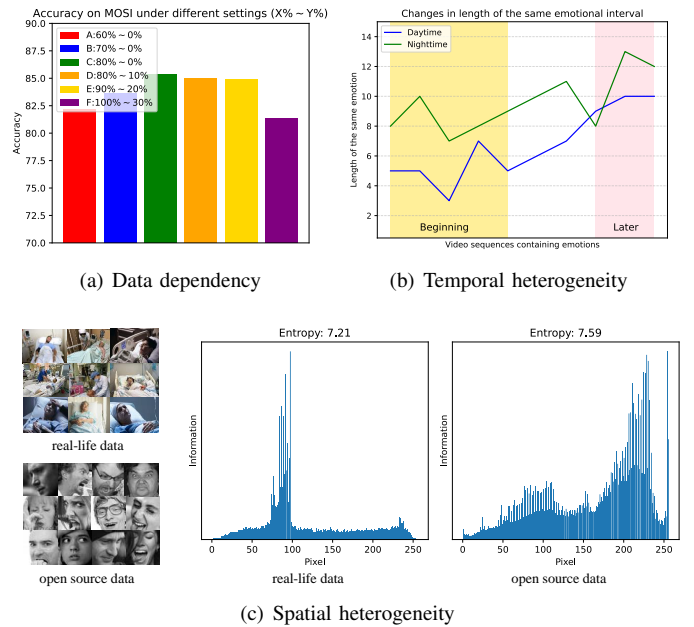 Accuracy on MOSI under different settings (X% ~ Y%)
90.0
87.5
85.0
82.5
80.0
77.5
75.0
72.5
70.0
Accuracy
A:60% ~ 0%
B:70% ~ 0%
C:80% ~ 0%
D:80% ~ 10%
E:90% ~ 20%
F:100% ~ 30%
(a) Data dependency
Changes in length of the same emotional interval
Daytime
Nighttime
14
12
10
8
6
4
2
Length of the same emotion
Beginning
Later
Video sequences containing emotions
(b) Temporal heterogeneity
real-life data
open source data
Entropy: 7.21
Information
0 50 100 150 200 250
Pixel
real-life data
Entropy: 7.59
Information
0 50 100 150 200 250
Pixel
open source data
(c) Spatial heterogeneity